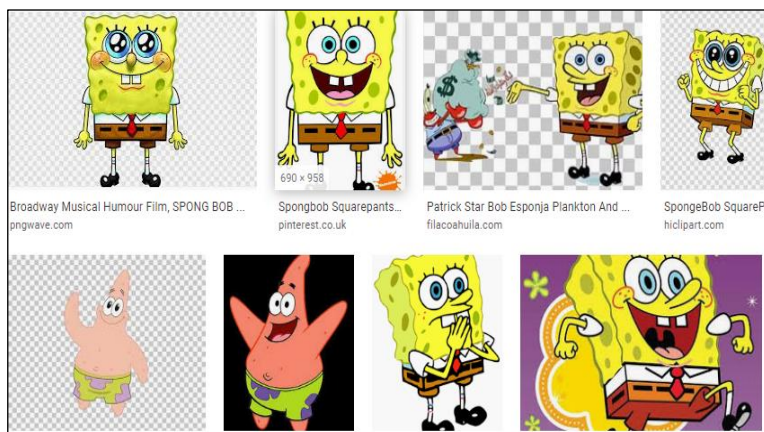 690 × 958
Broadway Musical Humour Film, SPONG BOB ...
pngwave.com
Spongbob Squarepants...
pinterest.co.uk
Patrick Star Bob Esponja Plankton And ...
filacoahuila.com
SpongeBob SquareP
hiclipart.com